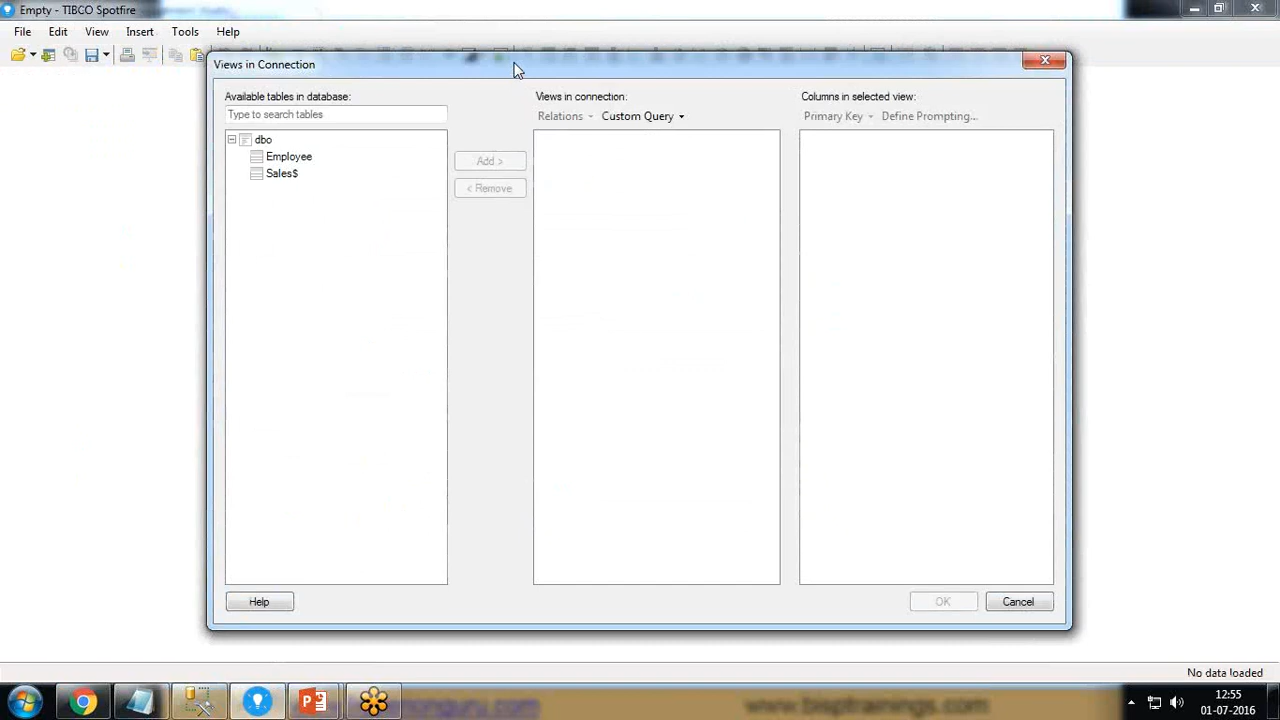 Empty - TIBCO Spotfire
File Edit View Insert Tools Help
Views in Connection
Available tables in database:
Type to search tables
dbo
Employee
Sales$
Add >
< Remove
Views in connection:
Relations Custom Query
Columns in selected view:
Primary Key Define Prompting...
Help
OK Cancel
No data loaded
www.bisptrainings.com
12:55
01-07-2016